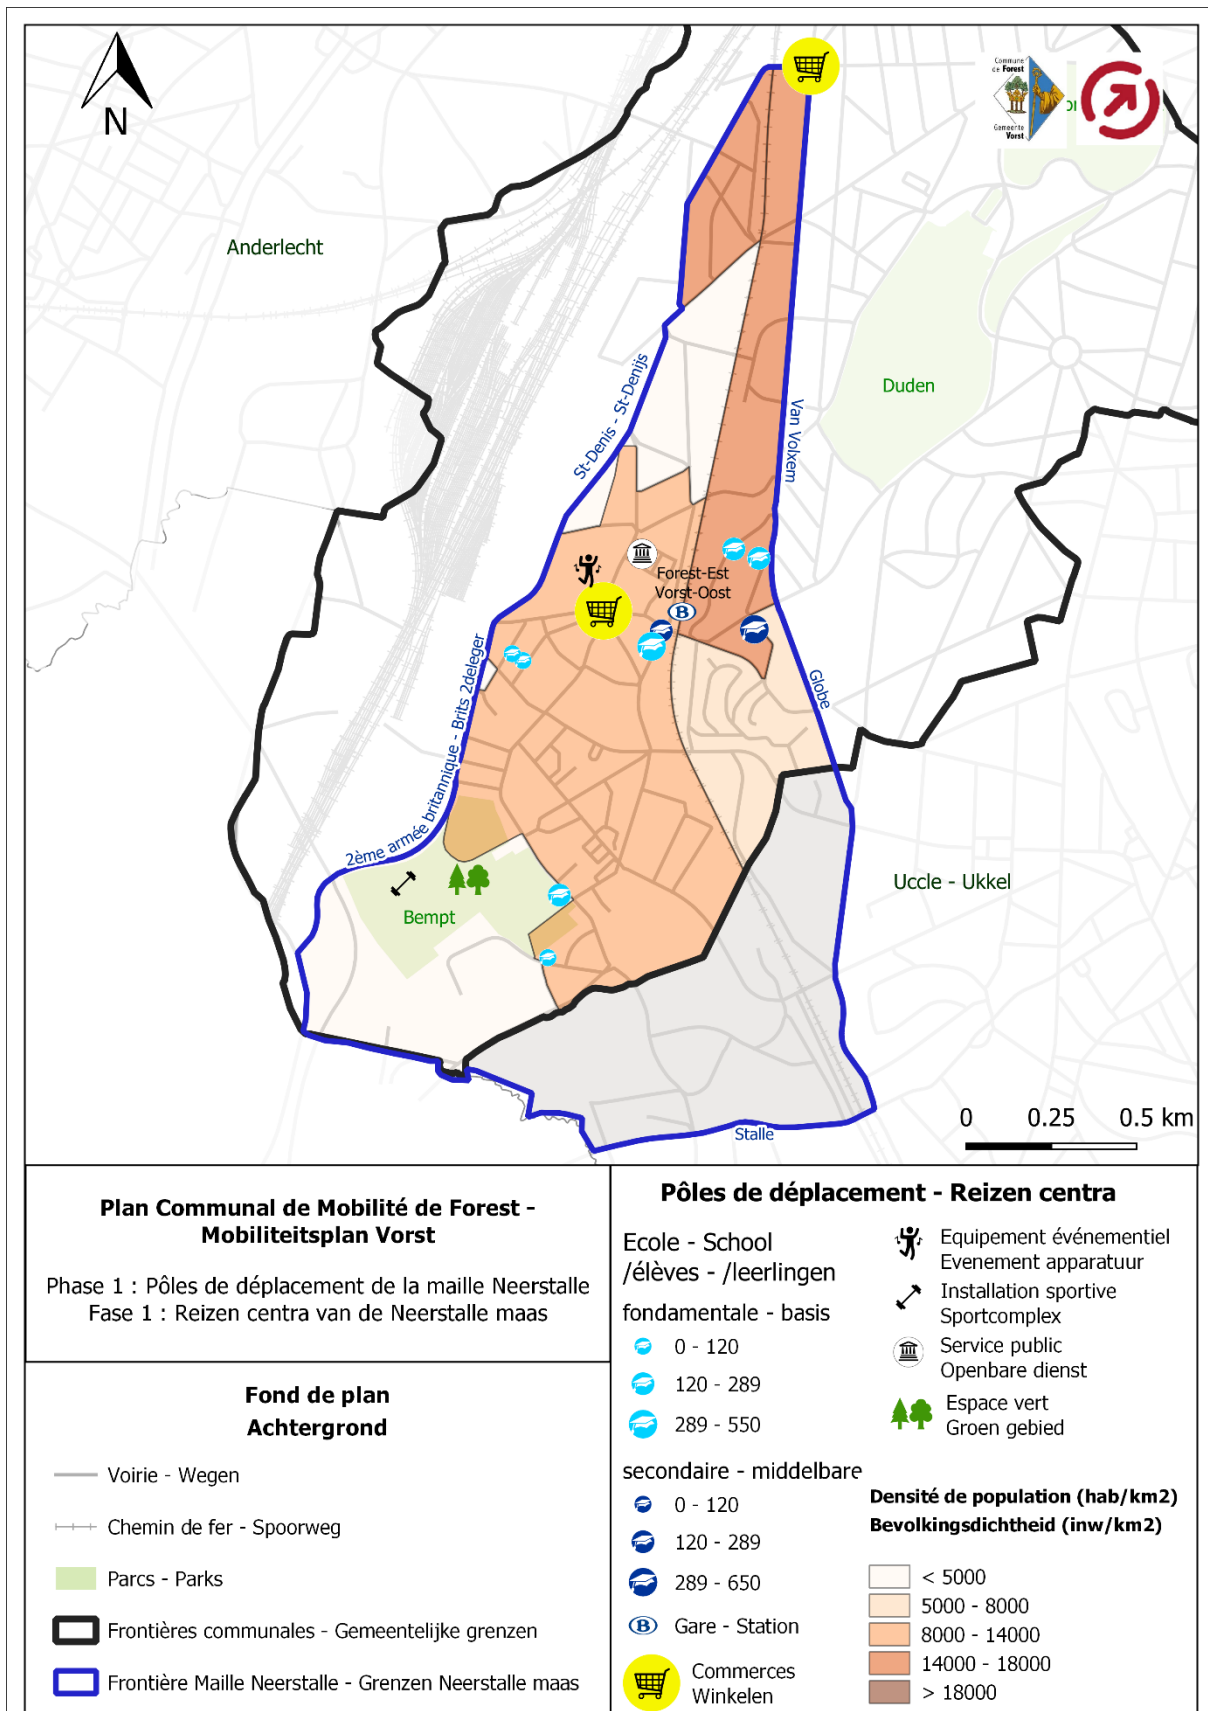 Commune
de Forest
Gemeente
Vorst
N
Anderlecht
Duden
St-Denis - St-Denijs
Van Volxem
Forest-Est
Vorst-Oost
B
Globe
2ème armée britannique - Brits 2deleger
Bempt
Uccle - Ukkel
0 0.25 0.5 km
Stalle
Plan Communal de Mobilité de Forest -
Mobiliteitsplan Vorst
Phase 1 : Pôles de déplacement de la maille Neerstalle
Fase 1 : Reizen centra van de Neerstalle maas
Fond de plan
Achtergrond
Voirie - Wegen
Chemin de fer - Spoorweg
Parcs - Parks
Frontières communales - Gemeentelijke grenzen
Frontière Maille Neerstalle - Grenzen Neerstalle maas
Pôles de déplacement - Reizen centra
Ecole - School
/élèves - /leerlingen
fondamentale - basis
0 - 120
120 - 289
289 - 550
secondaire - middelbare
0 - 120
120 - 289
289 - 650
B Gare - Station
Commerces
Winkelen
Equipement événementiel
Evenement apparatuur
Installation sportive
Sportcomplex
Service public
Openbare dienst
Espace vert
Groen gebied
Densité de population (hab/km2)
Bevolkingsdichtheid (inw/km2)
< 5000
5000 - 8000
8000 - 14000
14000 - 18000
> 18000